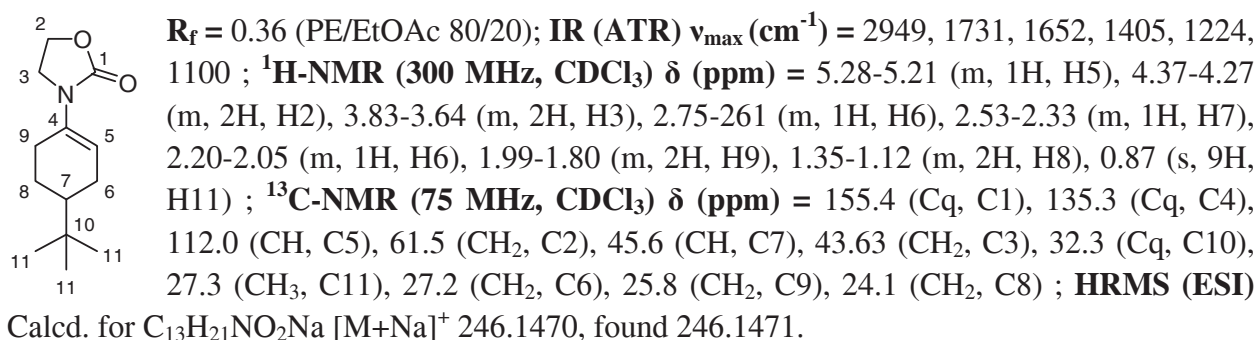 R_f = 0.36 (PE/EtOAc 80/20); IR (ATR) ν_max (cm⁻¹) = 2949, 1731, 1652, 1405, 1224,
1100 ; ¹H-NMR (300 MHz, CDCl₃) δ (ppm) = 5.28-5.21 (m, 1H, H5), 4.37-4.27
(m, 2H, H2), 3.83-3.64 (m, 2H, H3), 2.75-261 (m, 1H, H6), 2.53-2.33 (m, 1H, H7),
2.20-2.05 (m, 1H, H6), 1.99-1.80 (m, 2H, H9), 1.35-1.12 (m, 2H, H8), 0.87 (s, 9H,
H11) ; ¹³C-NMR (75 MHz, CDCl₃) δ (ppm) = 155.4 (Cq, C1), 135.3 (Cq, C4),
112.0 (CH, C5), 61.5 (CH₂, C2), 45.6 (CH, C7), 43.63 (CH₂, C3), 32.3 (Cq, C10),
27.3 (CH₃, C11), 27.2 (CH₂, C6), 25.8 (CH₂, C9), 24.1 (CH₂, C8) ; HRMS (ESI)
Calcd. for C₁₃H₂₁NO₂Na [M+Na]⁺ 246.1470, found 246.1471.
2
O
1
3
O
N
4
9
5
8
7
6
10
11
11
11